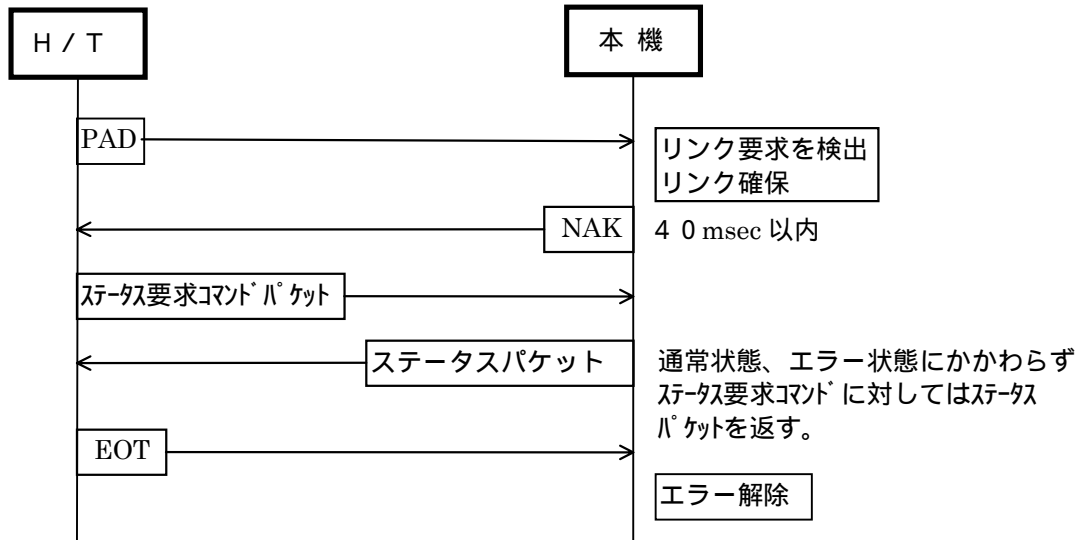 Ｈ／Ｔ
本 機
PAD
リンク要求を検出
リンク確保
NAK
４０msec 以内
ｽﾃｰﾀｽ要求ｺﾏﾝﾄﾞﾊﾟｹｯﾄ
ステータスパケット
通常状態、エラー状態にかかわらず
ｽﾃｰﾀｽ要求ｺﾏﾝﾄﾞに対してはｽﾃｰﾀｽ
ﾊﾟｹｯﾄを返す。
EOT
エラー解除